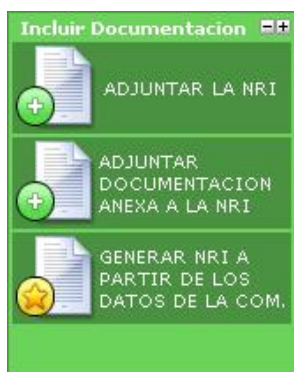 Incluir Documentacion
ADJUNTAR LA NRI
ADJUNTAR
DOCUMENTACION
ANEXA A LA NRI
GENERAR NRI A
PARTIR DE LOS
DATOS DE LA COM.